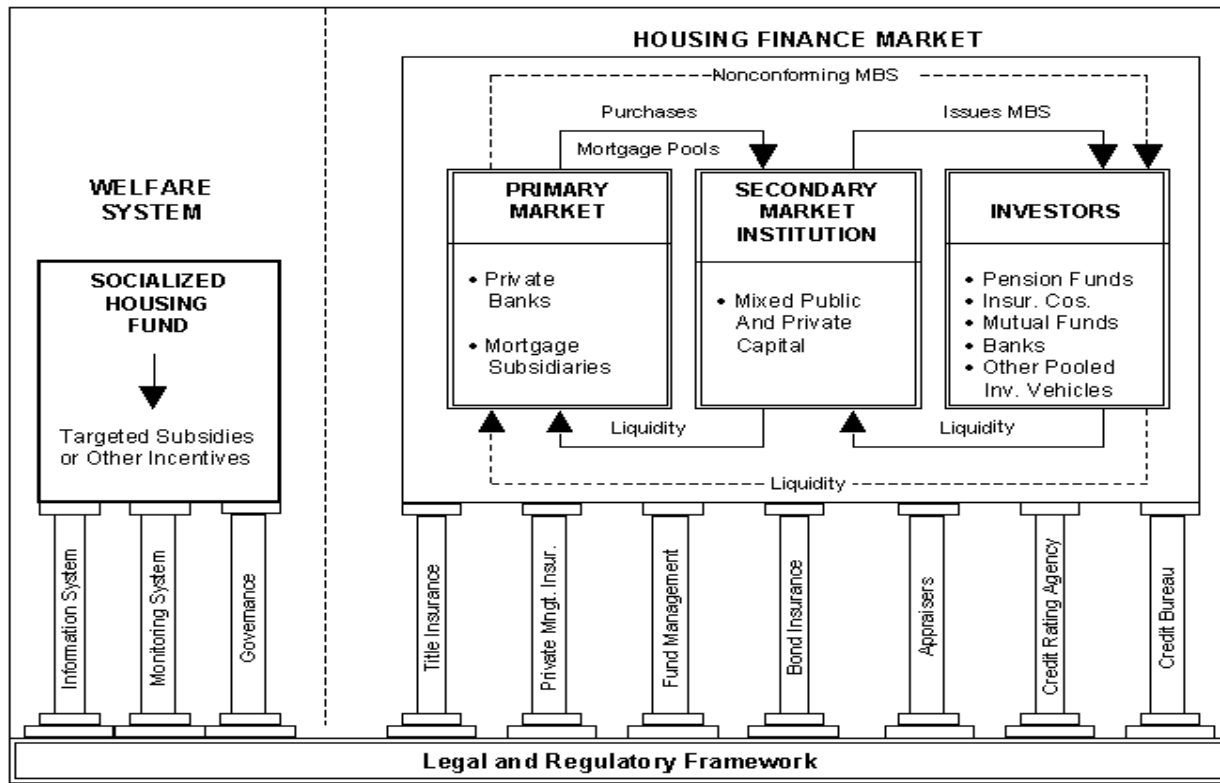 HOUSING FINANCE MARKET
Nonconforming MBS
Purchases
Mortgage Pools
Issues MBS
WELFARE
SYSTEM
SOCIALIZED
HOUSING
FUND
Targeted Subsidies
or Other Incentives
PRIMARY
MARKET
• Private
Banks
• Mortgage
Subsidiaries
SECONDARY
MARKET
INSTITUTION
• Mixed Public
And Private
Capital
INVESTORS
• Pension Funds
• Insur. Cos.
• Mutual Funds
• Banks
• Other Pooled
Inv. Vehicles
Liquidity
Liquidity
Liquidity
Information System
Monitoring System
Governance
Title Insurance
Private Mngt. Insur.
Fund Management
Bond Insurance
Appraisers
Credit Rating Agency
Credit Bureau
Legal and Regulatory Framework